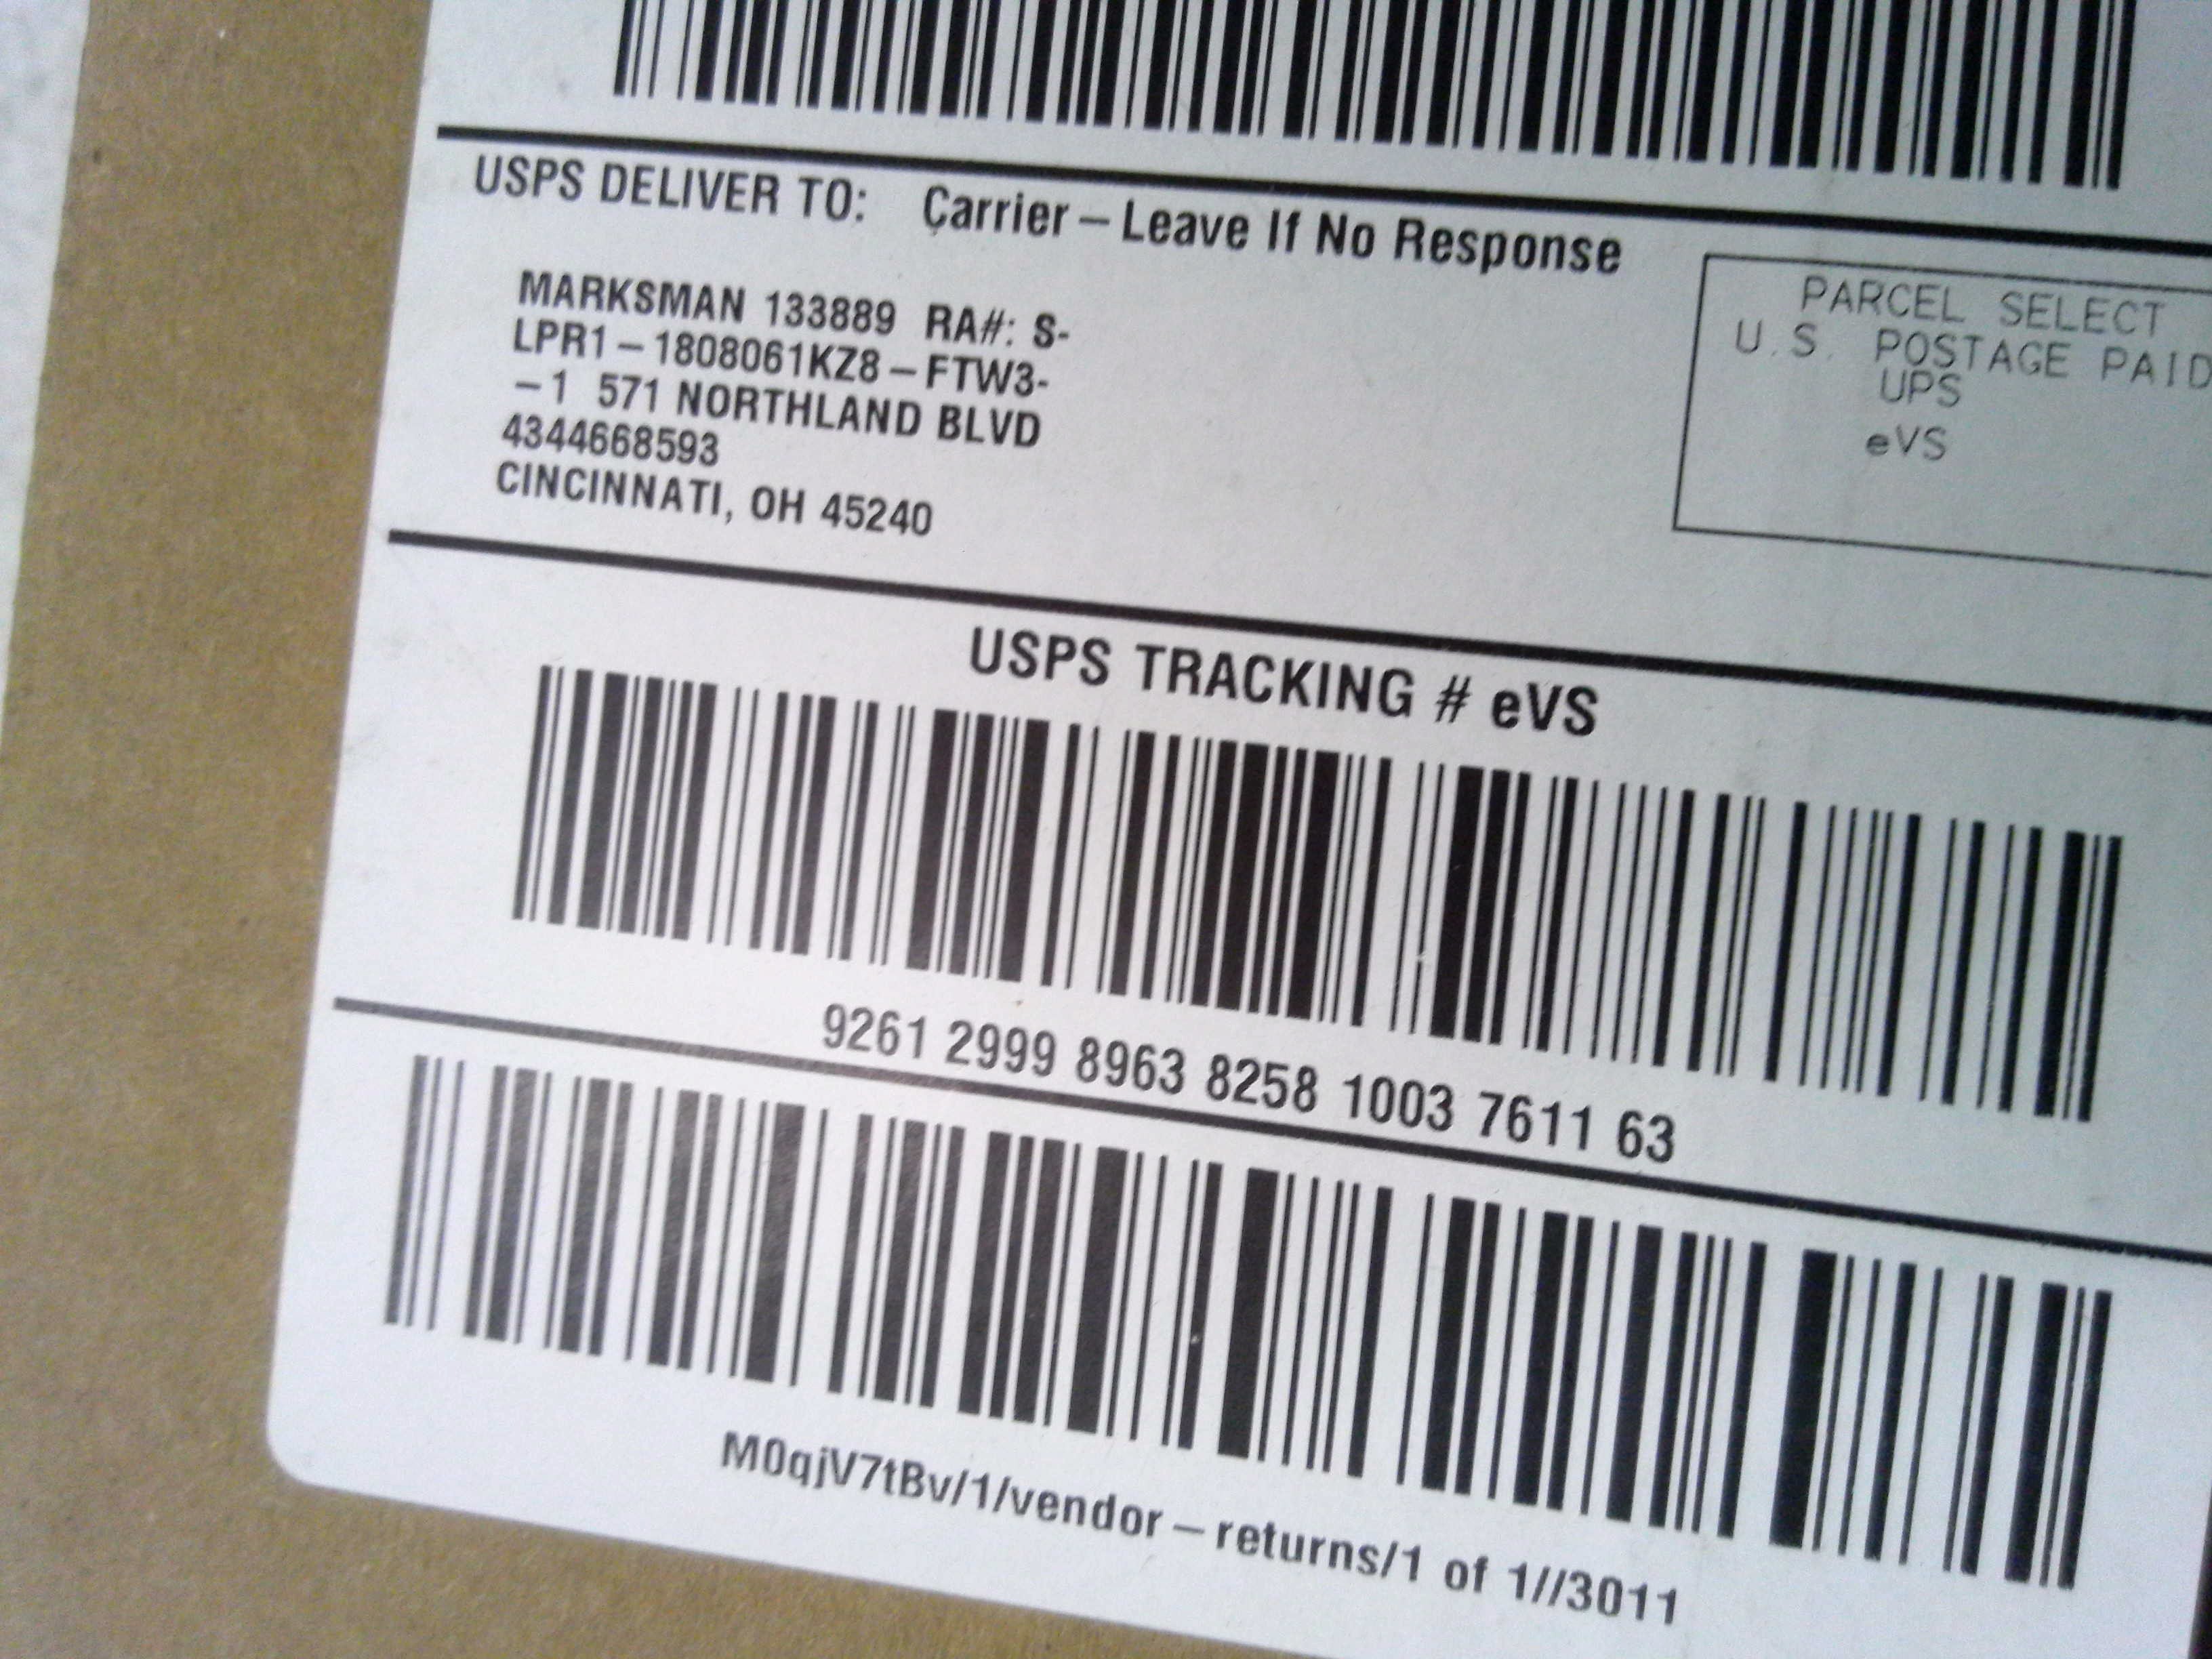 USPS DELIVER TO: Carrier – Leave If No Response
MARKSMAN 133889 RA#: S-
LPR1 – 1808061KZ8 – FTW3-
– 1 571 NORTHLAND BLVD
4344668593
CINCINNATI, OH 45240
PARCEL SELECT
U.S. POSTAGE PAID
UPS
eVS
USPS TRACKING # eVS
9261 2999 8963 8258 1003 7611 63
M0qjV7tBv/1/vendor – returns/1 of 1//3011